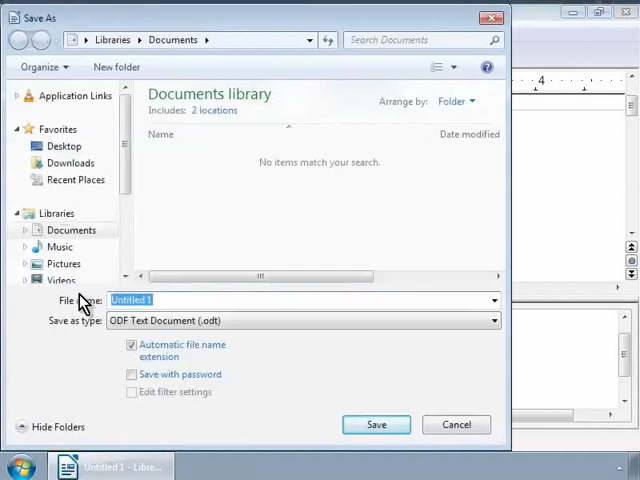 Save As
Libraries Documents
Search Documents
Organize
New folder
Application Links
Favorites
Desktop
Downloads
Recent Places
Libraries
Documents
Music
Pictures
Videos
Documents library
Includes: 2 locations
Arrange by: Folder
Name
Date modified
No items match your search.
4
File name:
Untitled 1
Save as type:
ODF Text Document (.odt)
Automatic file name
extension
Save with password
Edit filter settings
Hide Folders
Save
Cancel
Untitled 1 - Libre...